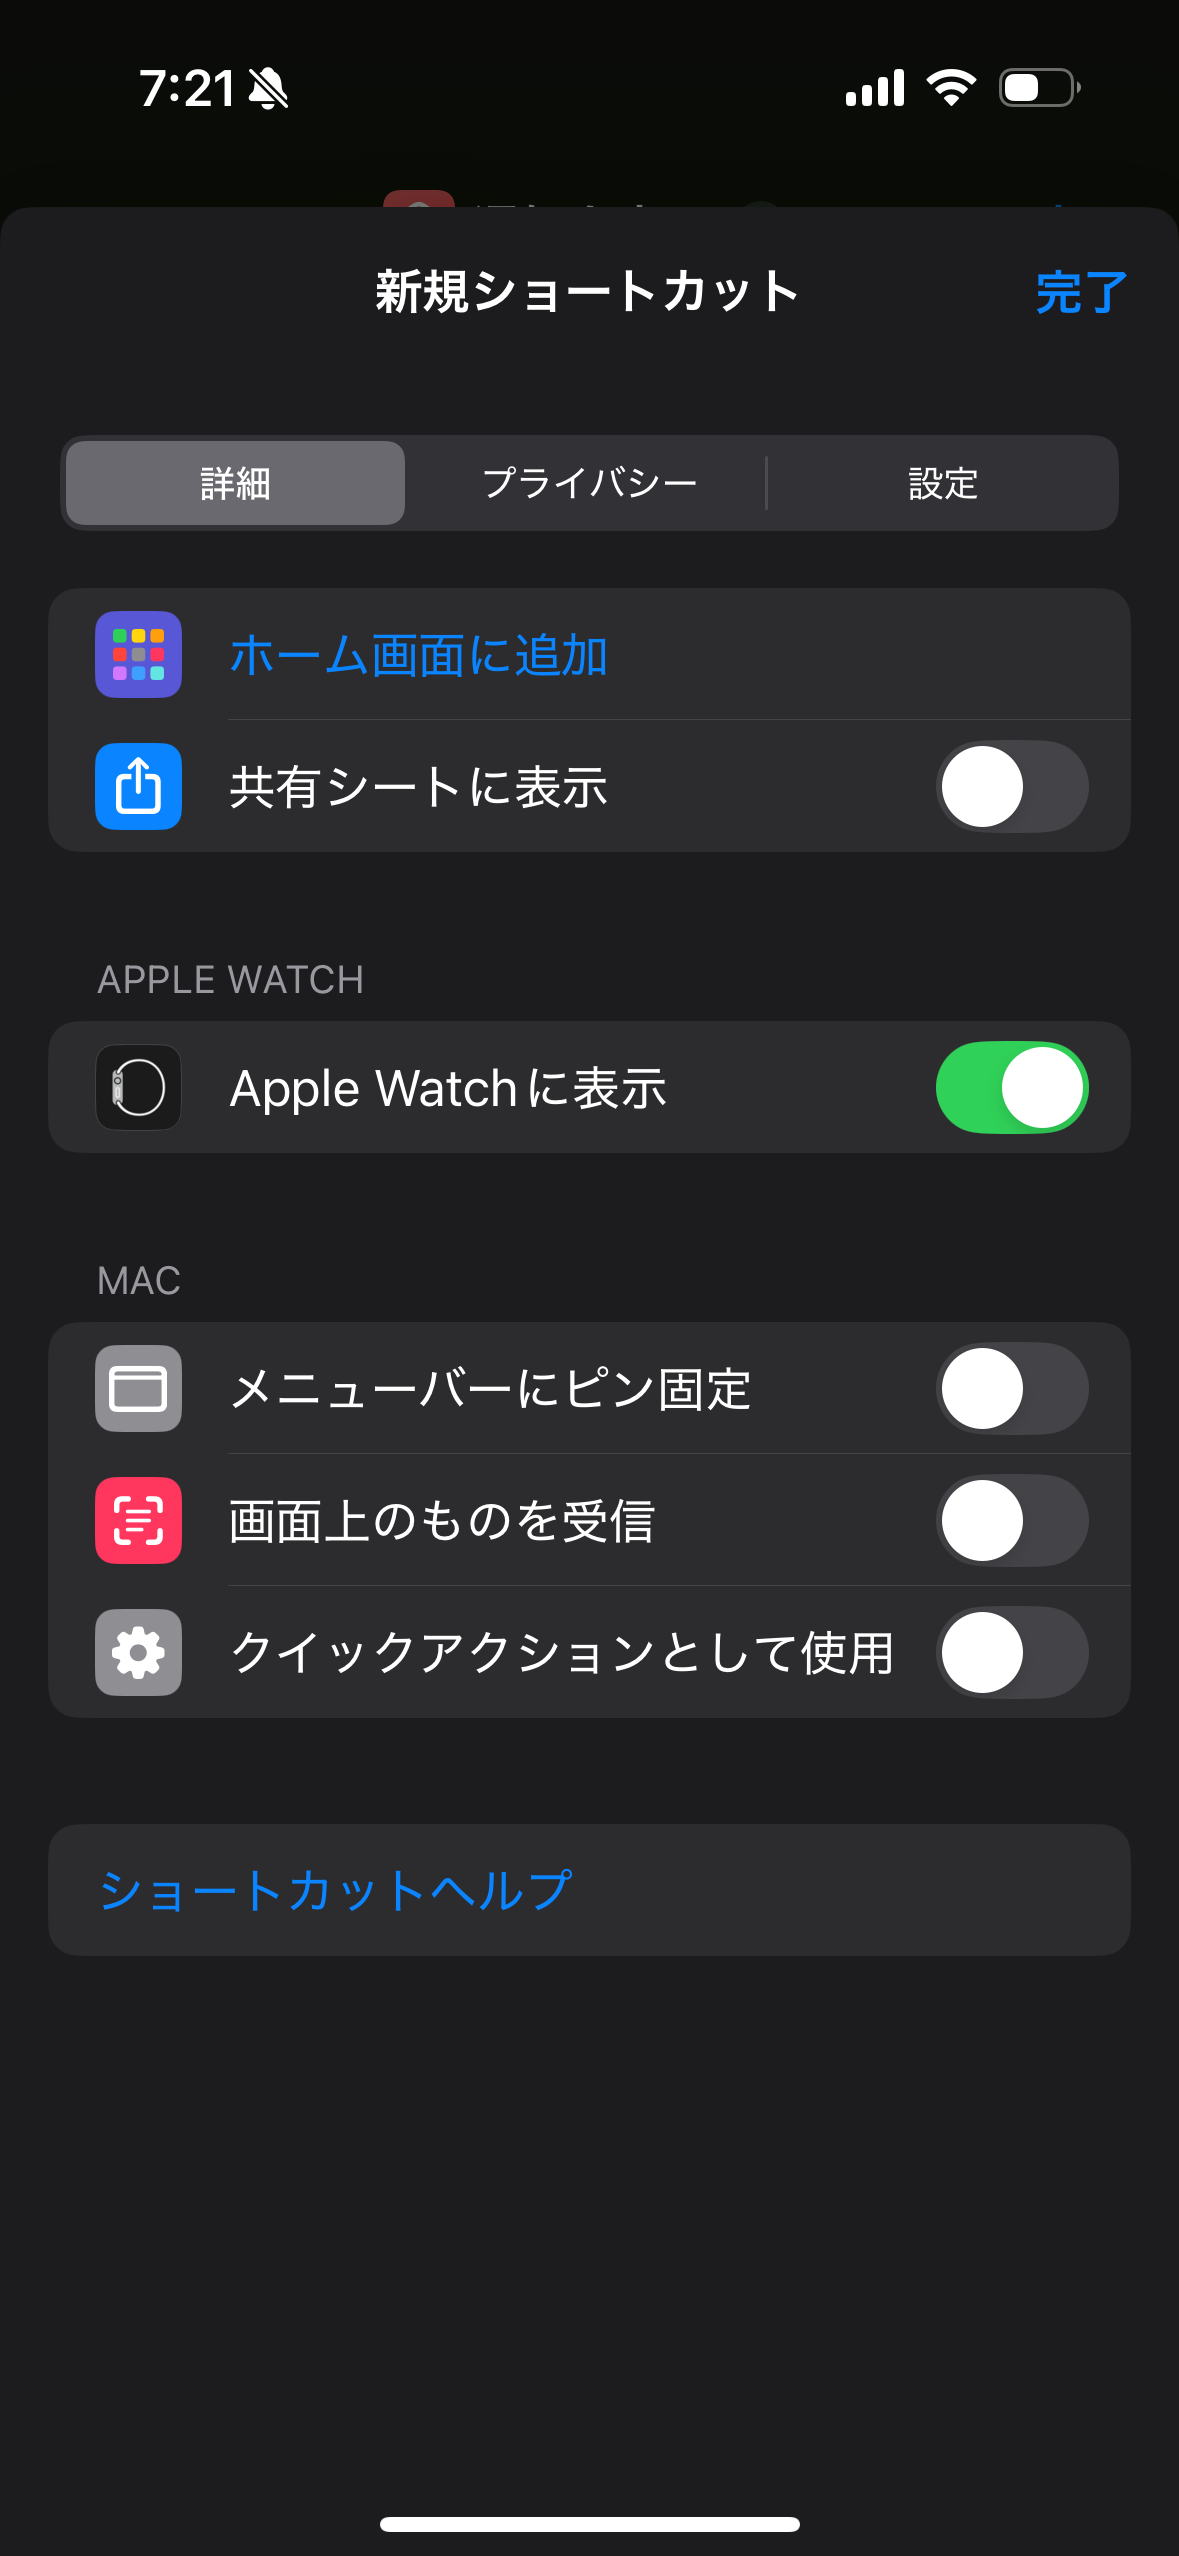 7:21
新規ショートカット
完了
詳細
プライバシー
設定
ホーム画面に追加
共有シートに表示
APPLE WATCH
Apple Watchに表示
MAC
メニューバーにピン固定
画面上のものを受信
クイックアクションとして使用
ショートカットヘルプ